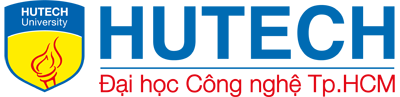 HUTECH
University
HUTECH
Đại học Công nghệ Tp.HCM